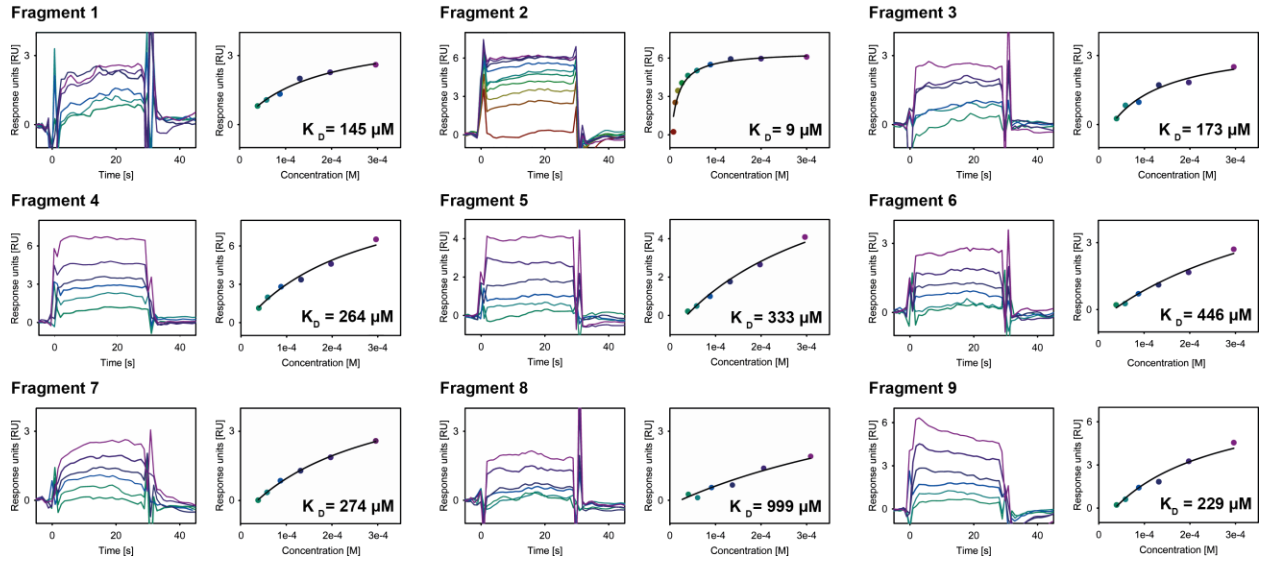 Fragment 1
Response units [RU]
3
0
0
20
40
Time [s]
Response units [RU]
3
0
K D = 145 µM
0
1e-4
2e-4
3e-4
Concentration [M]
Fragment 2
Response units [RU]
6
3
0
0
20
40
Time [s]
Response unit [RU]
6
3
0
K D = 9 µM
0
1e-4
2e-4
3e-4
Concentration [M]
Fragment 3
Response units [RU]
3
0
0
20
40
Time [s]
Response units [RU]
3
0
K D = 173 µM
0
1e-4
2e-4
3e-4
Concentration [M]
Fragment 4
Response units [RU]
6
3
0
0
20
40
Time [s]
Response units [RU]
6
3
0
K D = 264 µM
0
1e-4
2e-4
3e-4
Concentration [M]
Fragment 5
Response units [RU]
4
2
0
0
20
40
Time [s]
Response units [RU]
4
2
0
K D = 333 µM
0
1e-4
2e-4
3e-4
Concentration [M]
Fragment 6
Response units [RU]
3
0
0
20
40
Time [s]
Response units [RU]
3
0
K D = 446 µM
0
1e-4
2e-4
3e-4
Concentration [M]
Fragment 7
Response units [RU]
3
0
0
20
40
Time [s]
Response units [RU]
3
0
K D = 274 µM
0
1e-4
2e-4
3e-4
Concentration [M]
Fragment 8
Response units [RU]
3
0
0
20
40
Time [s]
Response units [RU]
3
0
K D = 999 µM
0
1e-4
2e-4
3e-4
Concentration [M]
Fragment 9
Response units [RU]
6
3
0
0
20
40
Time [s]
Response units [RU]
6
3
0
K D = 229 µM
0
1e-4
2e-4
3e-4
Concentration [M]